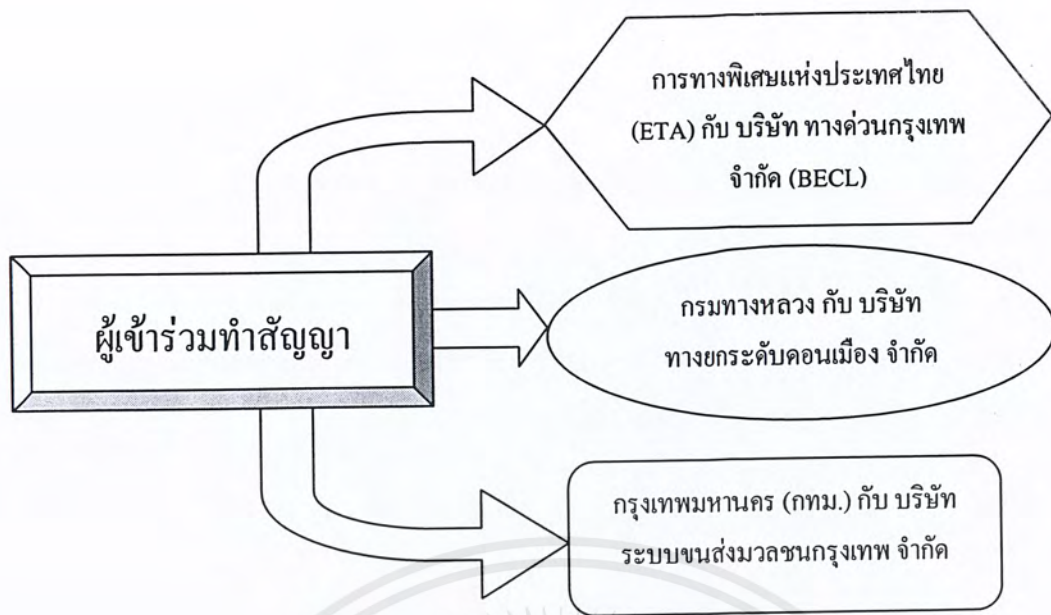 การทางพิเศษแห่งประเทศไทย
(ETA) กับ บริษัท ทางด่วนกรุงเทพ
จำกัด (BECL)
ผู้เข้าร่วมทำสัญญา
กรมทางหลวง กับ บริษัท
ทางยกระดับดอนเมือง จำกัด
กรุงเทพมหานคร (กทม.) กับ บริษัท
ระบบขนส่งมวลชนกรุงเทพ จำกัด